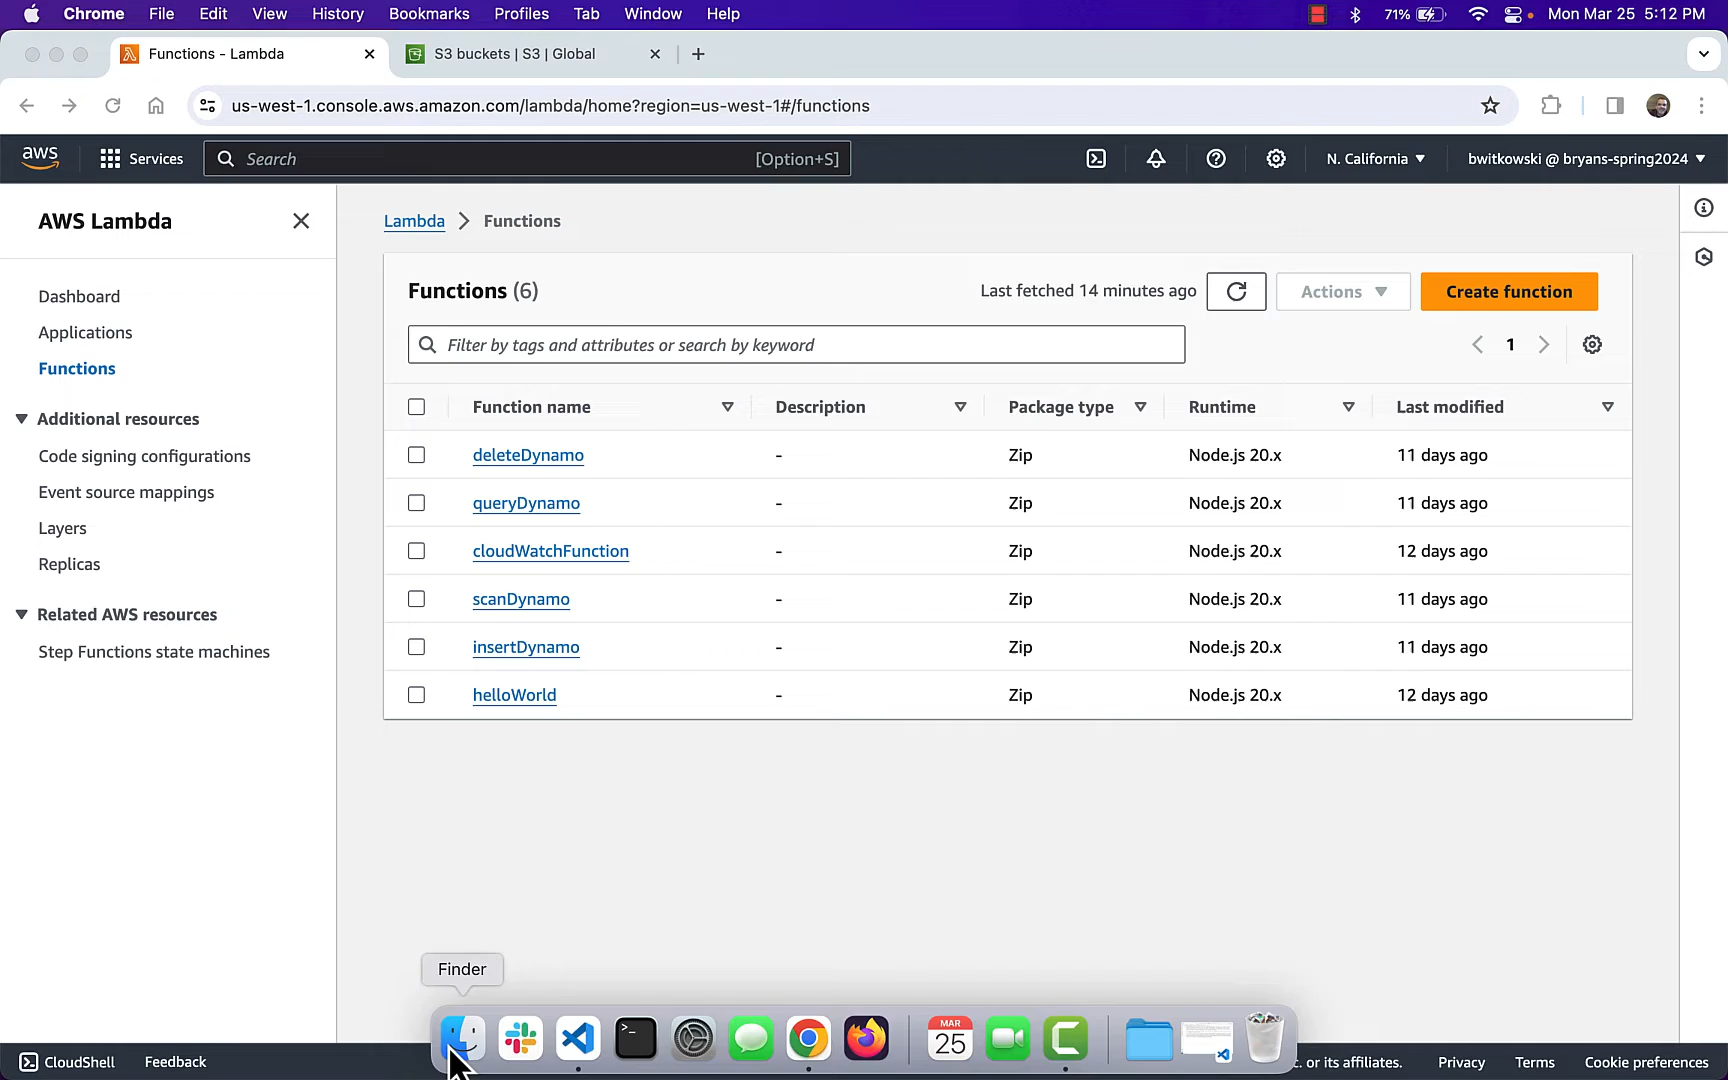 Chrome File Edit View History Bookmarks Profiles Tab Window Help 71% Mon Mar 25 5:12 PM
Functions - Lambda S3 buckets | S3 | Global
us-west-1.console.aws.amazon.com/lambda/home?region=us-west-1#/functions
aws Services Search [Option+S] N. California bwitkowski @ bryans-spring2024
AWS Lambda
Dashboard
Applications
Functions
Additional resources
Code signing configurations
Event source mappings
Layers
Replicas
Related AWS resources
Step Functions state machines
Lambda Functions
Functions (6) Last fetched 14 minutes ago Actions Create function
Filter by tags and attributes or search by keyword 1
Function name Description Package type Runtime Last modified
deleteDynamo - Zip Node.js 20.x 11 days ago
queryDynamo - Zip Node.js 20.x 11 days ago
cloudWatchFunction - Zip Node.js 20.x 12 days ago
scanDynamo - Zip Node.js 20.x 11 days ago
insertDynamo - Zip Node.js 20.x 11 days ago
helloWorld - Zip Node.js 20.x 12 days ago
Finder
MAR
25
CloudShell Feedback c. or its affiliates. Privacy Terms Cookie preferences